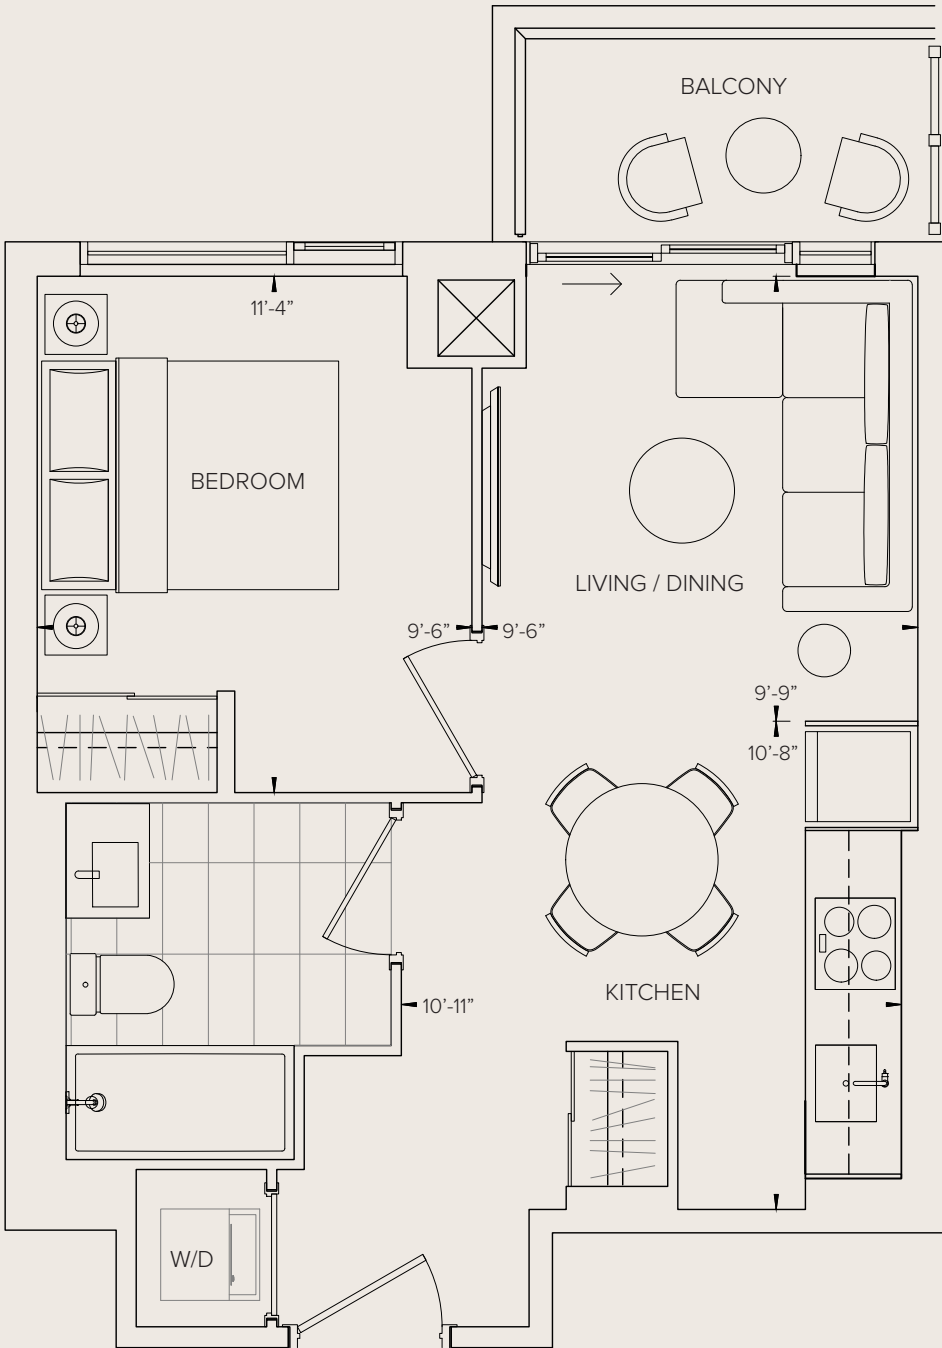 BALCONY
11’-4”
BEDROOM
LIVING / DINING
9’-6”
9’-6”
9’-9”
10’-8”
KITCHEN
10’-11”
W/D